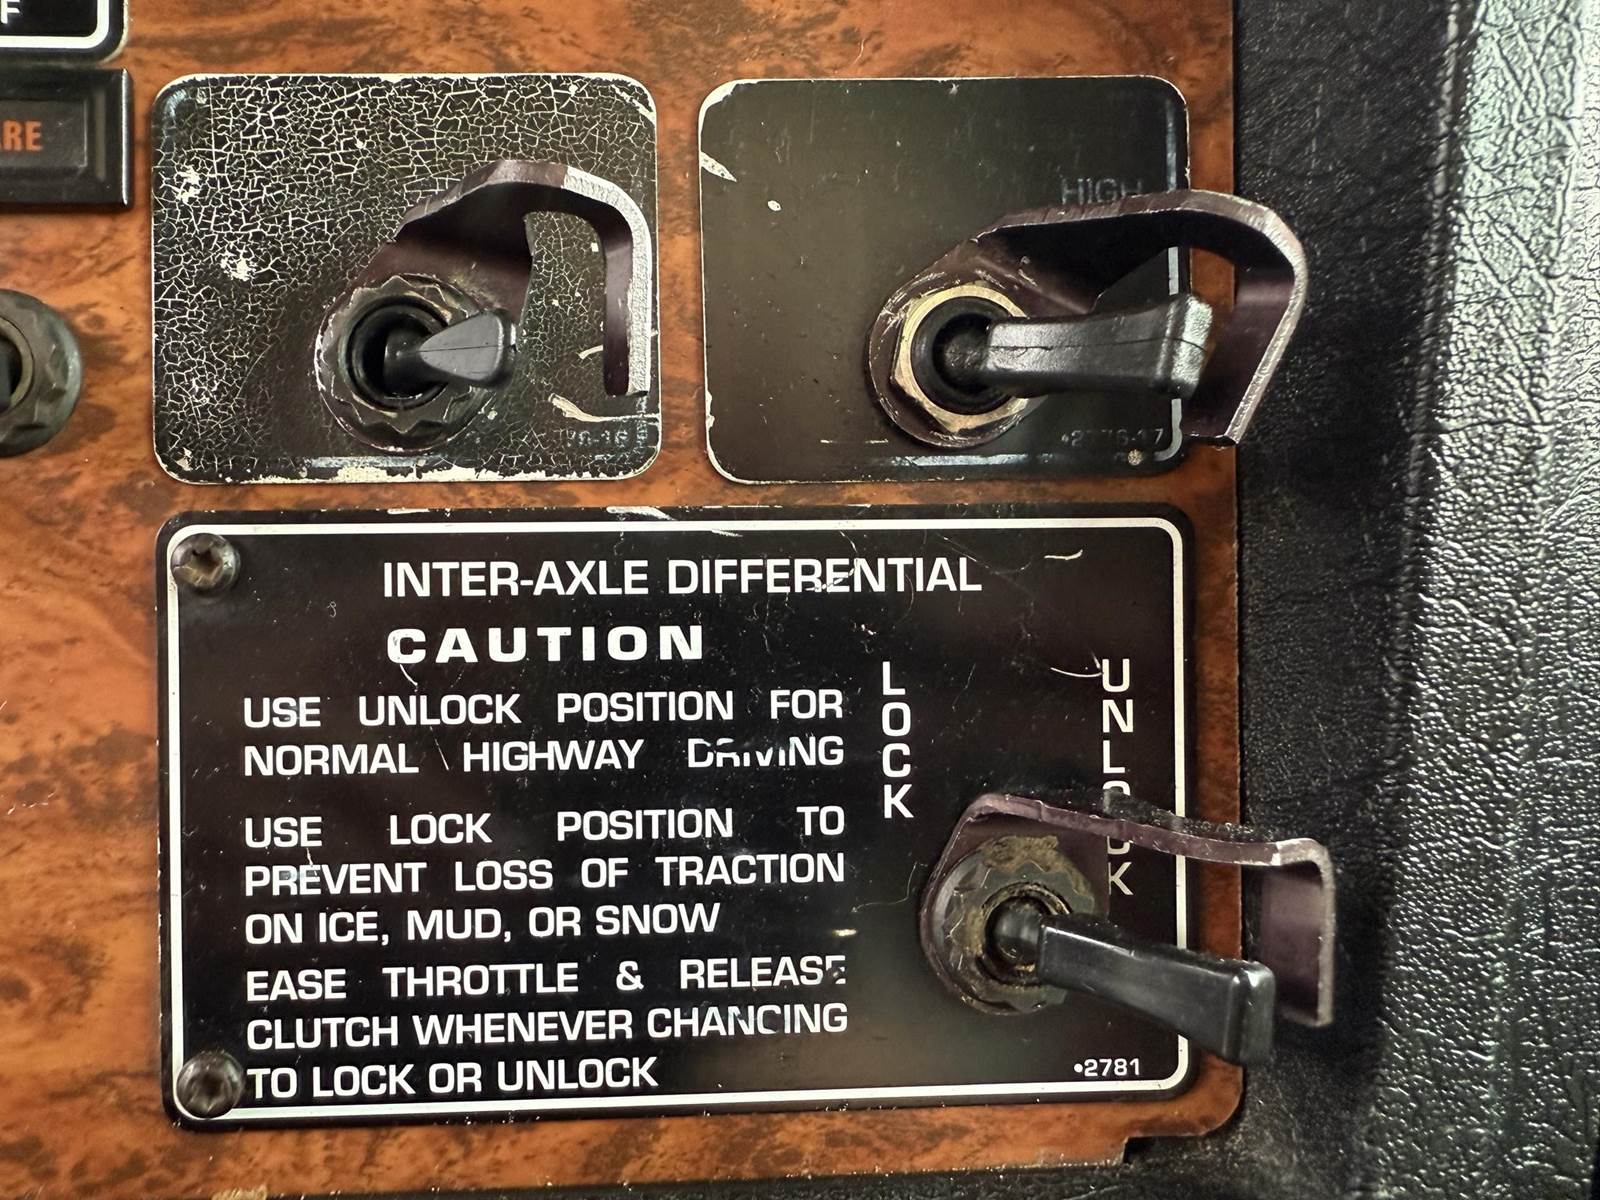 F
HIGH
INTER-AXLE DIFFERENTIAL
CAUTION
USE UNLOCK POSITION FOR
NORMAL HIGHWAY DRIVING
USE LOCK POSITION TO
PREVENT LOSS OF TRACTION
ON ICE, MUD, OR SNOW
EASE THROTTLE & RELEASE
CLUTCH WHENEVER CHANGING
TO LOCK OR UNLOCK
LOCK
UNLOCK
•2781